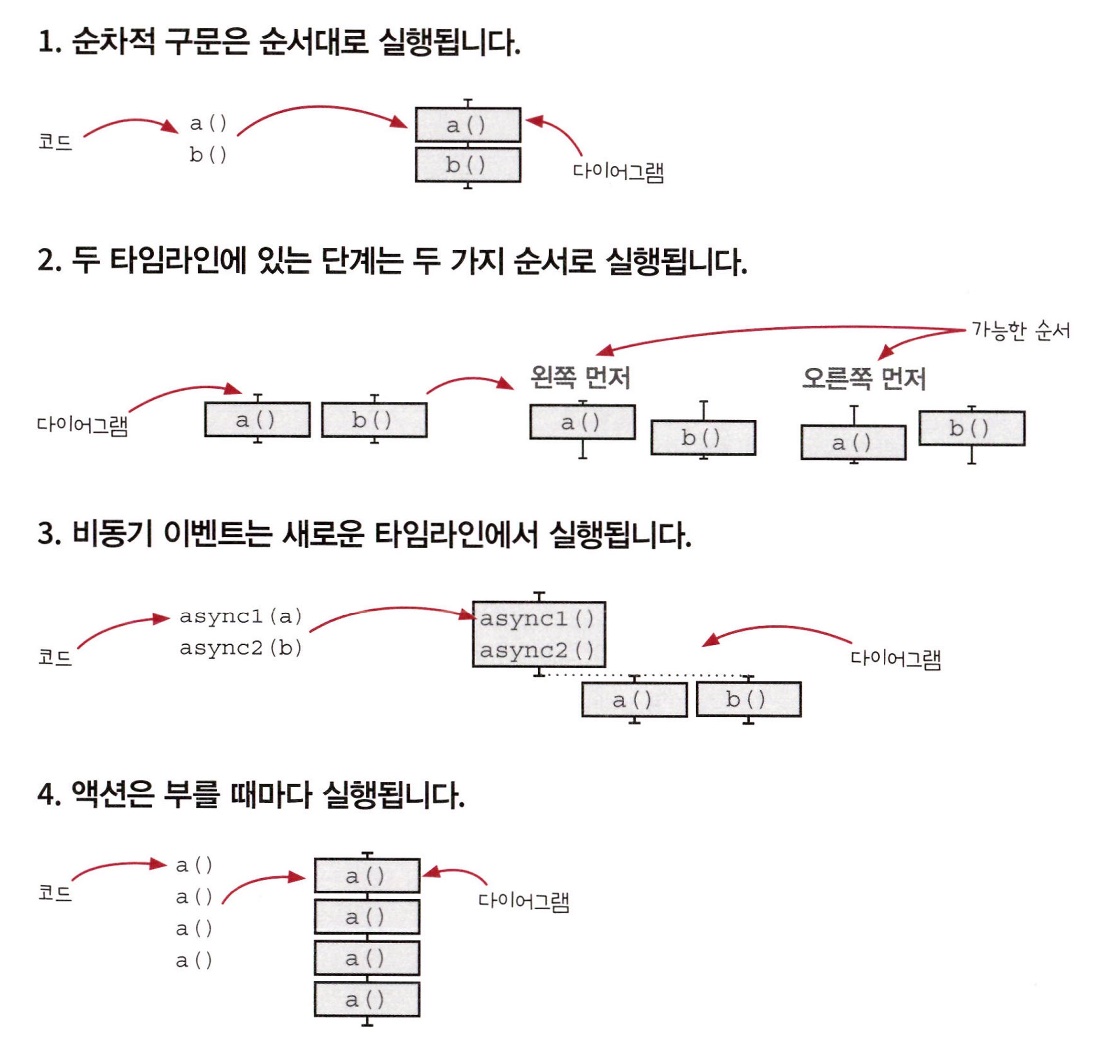 1. 순차적 구문은 순서대로 실행됩니다.
코드
a()
b()
a()
b()
다이어그램
2. 두 타임라인에 있는 단계는 두 가지 순서로 실행됩니다.
가능한 순서
다이어그램
a() b()
왼쪽 먼저
a()
b()
오른쪽 먼저
a()
b()
3. 비동기 이벤트는 새로운 타임라인에서 실행됩니다.
코드
async1(a)
async2(b)
async1()
async2()
a() b()
다이어그램
4. 액션은 부를 때마다 실행됩니다.
코드
a()
a()
a()
a()
a()
a()
a()
a()
다이어그램